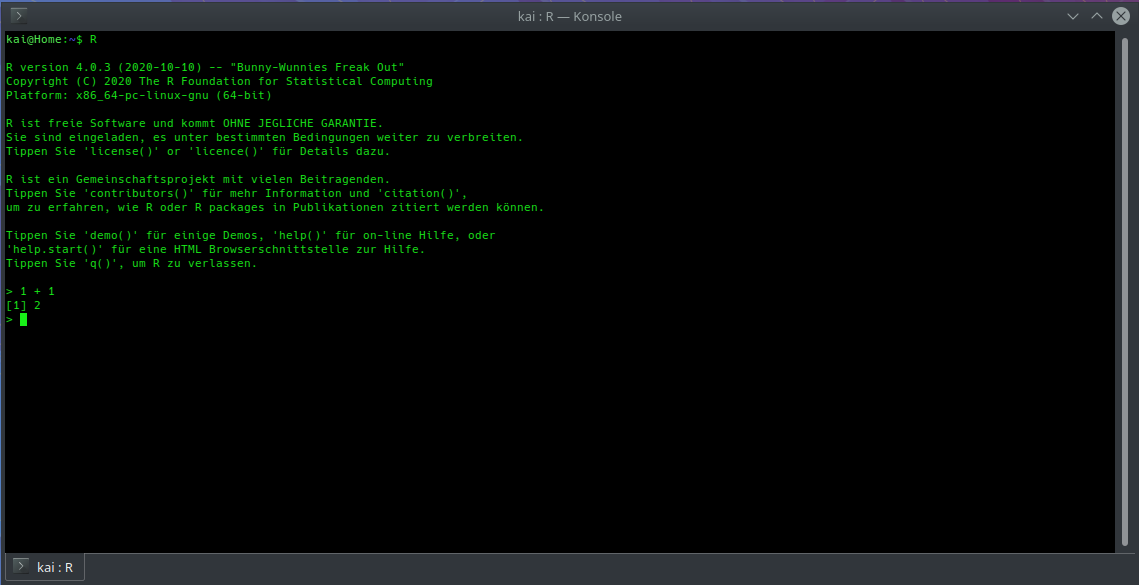 kai : R — Konsole
kai@Home:~$ R
R version 4.0.3 (2020-10-10) -- "Bunny-Wunnies Freak Out"
Copyright (C) 2020 The R Foundation for Statistical Computing
Platform: x86_64-pc-linux-gnu (64-bit)
R ist freie Software und kommt OHNE JEGLICHE GARANTIE.
Sie sind eingeladen, es unter bestimmten Bedingungen weiter zu verbreiten.
Tippen Sie 'license()' or 'licence()' für Details dazu.
R ist ein Gemeinschaftsprojekt mit vielen Beitragenden.
Tippen Sie 'contributors()' für mehr Information und 'citation()',
um zu erfahren, wie R oder R packages in Publikationen zitiert werden können.
Tippen Sie 'demo()' für einige Demos, 'help()' für on-line Hilfe, oder
'help.start()' für eine HTML Browserschnittstelle zur Hilfe.
Tippen Sie 'q()', um R zu verlassen.
> 1 + 1
[1] 2
>
kai : R